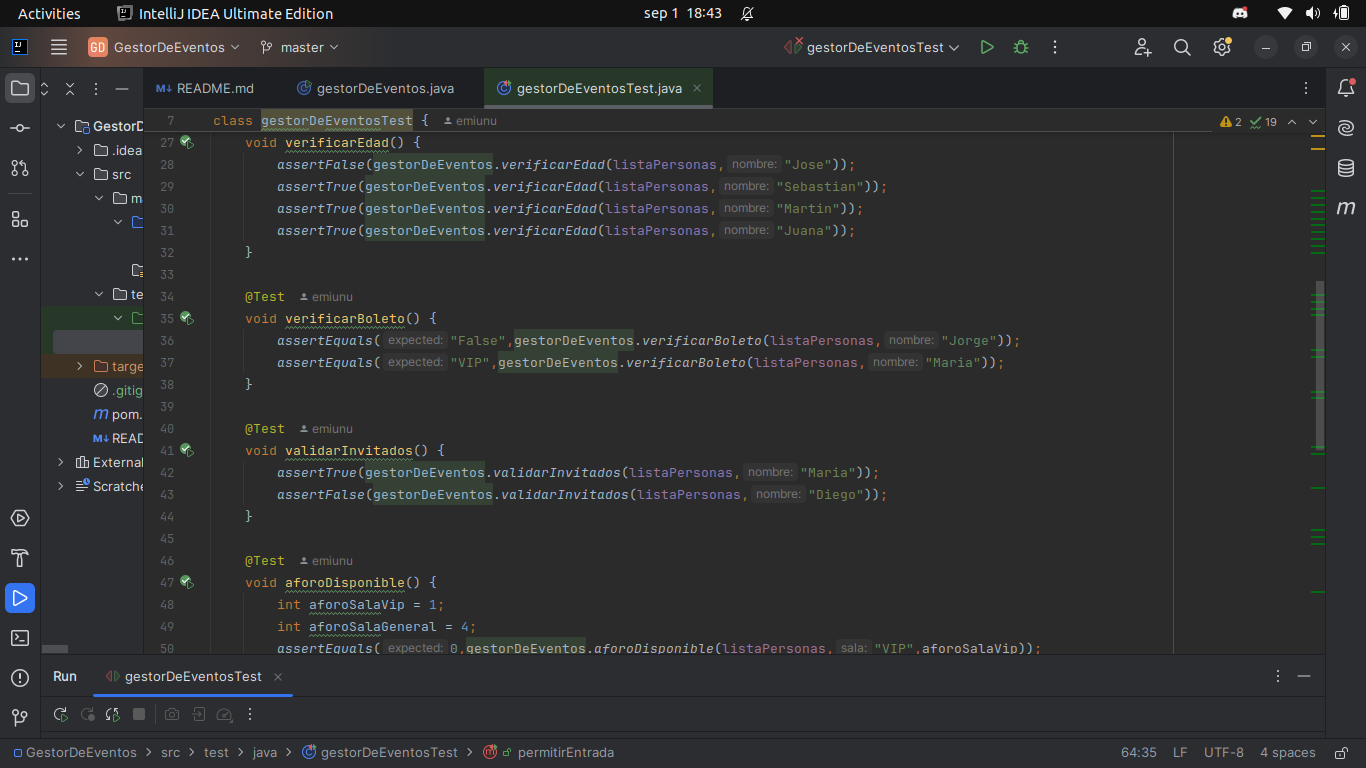 Activities IntelliJ IDEA Ultimate Edition sep 1 18:43
GD GestorDeEventos master gestorDeEventosTest
README.md gestorDeEventos.java gestorDeEventosTest.java
7 class gestorDeEventosTest { emiunu 2 19
27 void verificarEdad() {
28 assertFalse(gestorDeEventos.verificarEdad(listaPersonas, nombre: "Jose"));
29 assertTrue(gestorDeEventos.verificarEdad(listaPersonas, nombre: "Sebastian"));
30 assertTrue(gestorDeEventos.verificarEdad(listaPersonas, nombre: "Martin"));
31 assertTrue(gestorDeEventos.verificarEdad(listaPersonas, nombre: "Juana"));
32 }
33
34 @Test emiunu
35 void verificarBoleto() {
36 assertEquals( expected: "False",gestorDeEventos.verificarBoleto(listaPersonas, nombre: "Jorge"));
37 assertEquals( expected: "VIP",gestorDeEventos.verificarBoleto(listaPersonas, nombre: "Maria"));
38 }
39
40 @Test emiunu
41 void validarInvitados() {
42 assertTrue(gestorDeEventos.validarInvitados(listaPersonas, nombre: "Maria"));
43 assertFalse(gestorDeEventos.validarInvitados(listaPersonas, nombre: "Diego"));
44 }
45
46 @Test emiunu
47 void aforoDisponible() {
48 int aforoSalaVip = 1;
49 int aforoSalaGeneral = 4;
50 assertEquals( expected: 0,gestorDeEventos.aforoDisponible(listaPersonas, sala: "VIP",aforoSalaVip));
GestorD
.idea
src
ma
te
targe
.gitig
pom.
READ
External
Scratche
Run gestorDeEventosTest
GestorDeEventos > src > test > java > gestorDeEventosTest > permitirEntrada 64:35 LF UTF-8 4 spaces